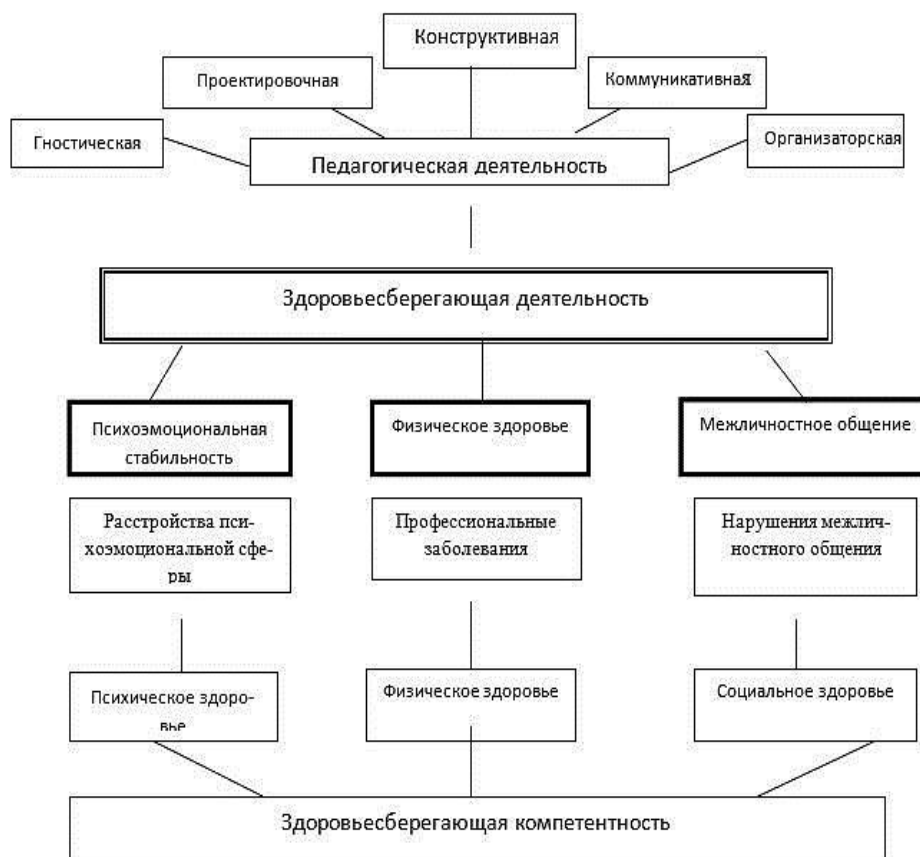 Конструктивная
Проектировочная
Коммуникативная
Гностическая
Организаторская
Педагогическая деятельность
Здоровьесберегающая деятельность
Психоэмоциональная
стабильность
Физическое здоровье
Межличностное общение
Расстройства пси-
хоэмоциональной сфе-
ры
Профессиональные
заболевания
Нарушения межлич-
ностного общения
Психическое здоро-
вье
Физическое здоровье
Социальное здоровье
Здоровьесберегающая компетентность